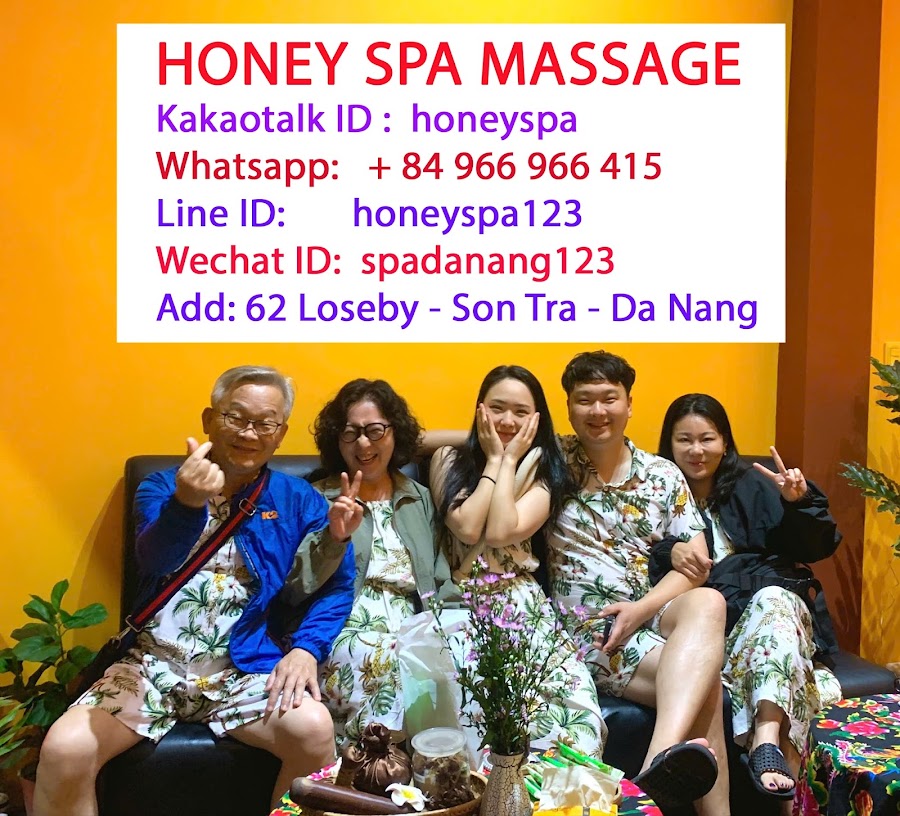 HONEY SPA MASSAGE
Kakaotalk ID : honeyspa
Whatsapp: + 84 966 966 415
Line ID: honeyspa123
Wechat ID: spadanang123
Add: 62 Loseby - Son Tra - Da Nang
K2